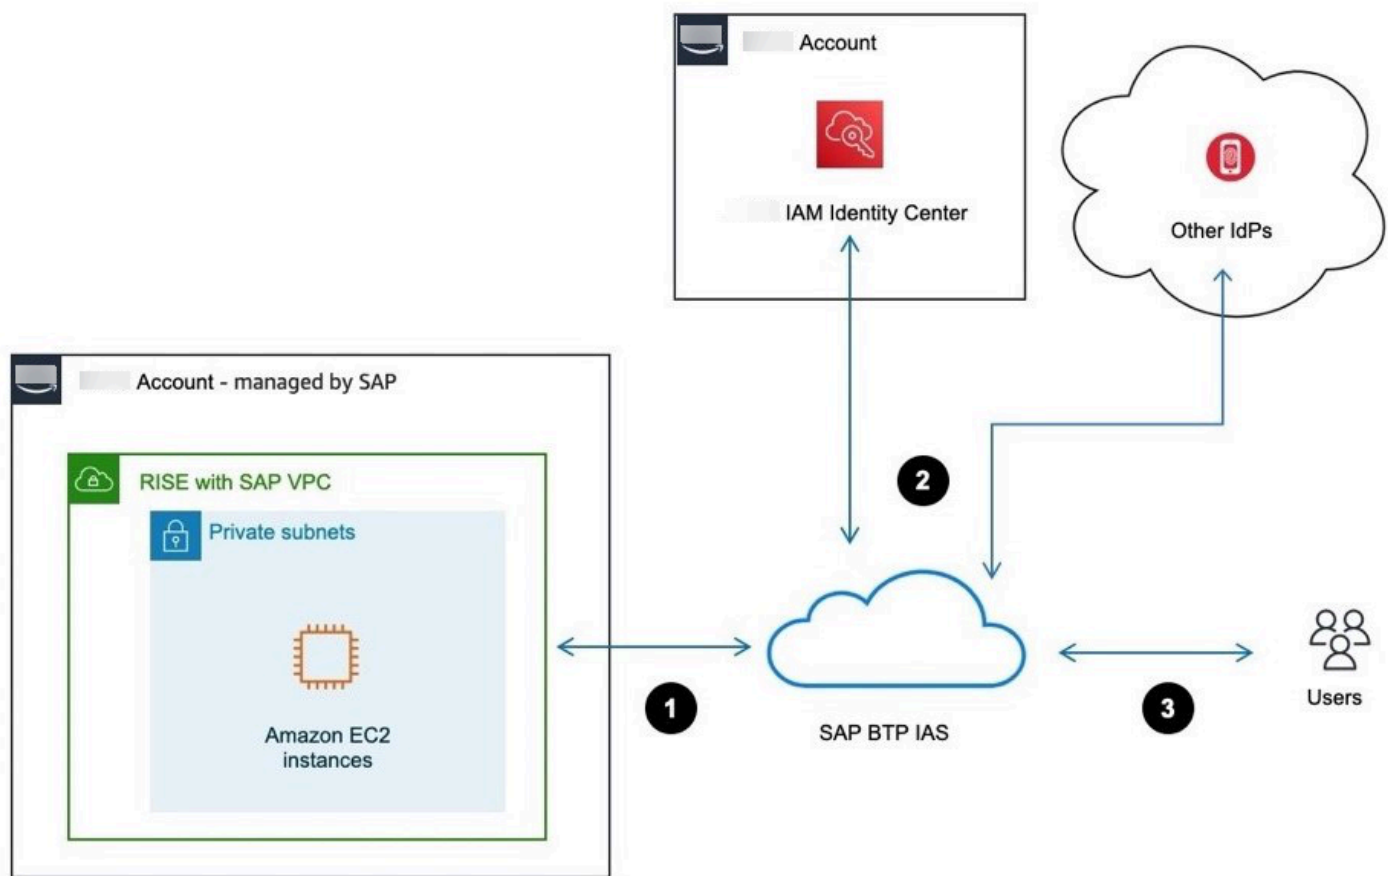 Account
IAM Identity Center
Other IdPs
Account - managed by SAP
RISE with SAP VPC
Private subnets
Amazon EC2
instances
2
1
3
SAP BTP IAS
Users